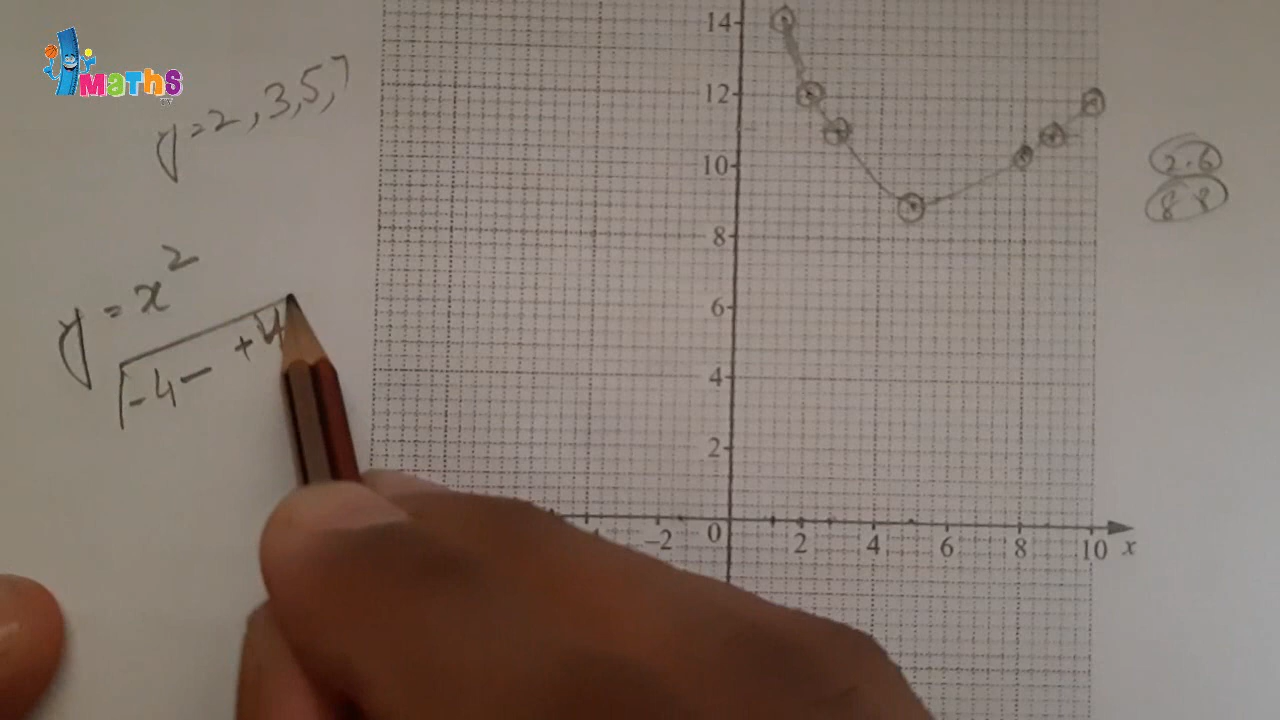 Maths
y=2,3,5,7
y = x²
-4 - +4
14
12
10
8
6
4
2
-2 0 2 4 6 8 10 x
2.6
8 8